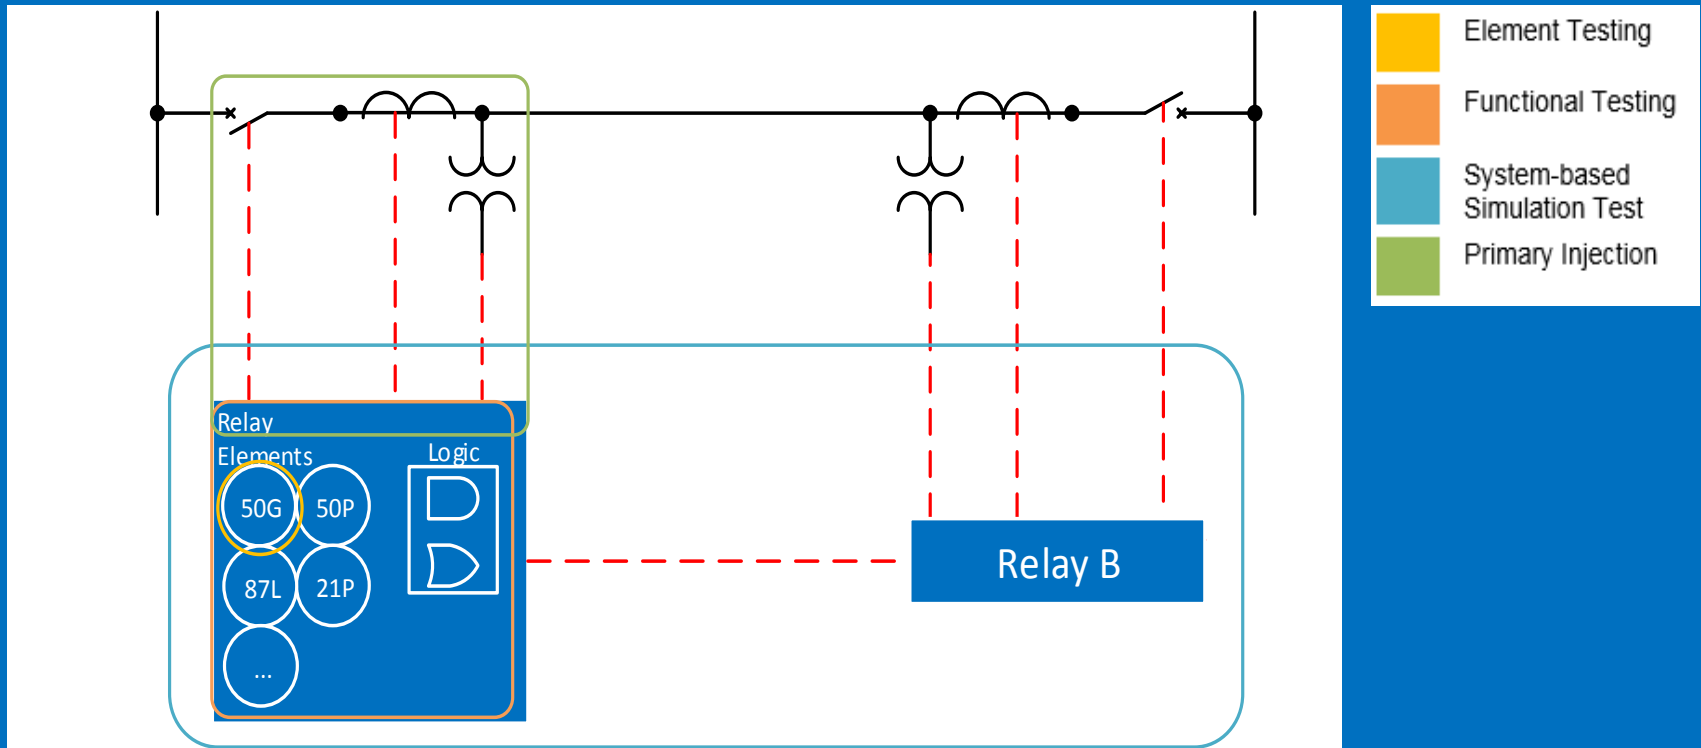 Element Testing
Functional Testing
System-based
Simulation Test
Primary Injection
Relay
Elements
Logic
50G
50P
87L
21P
...
Relay B